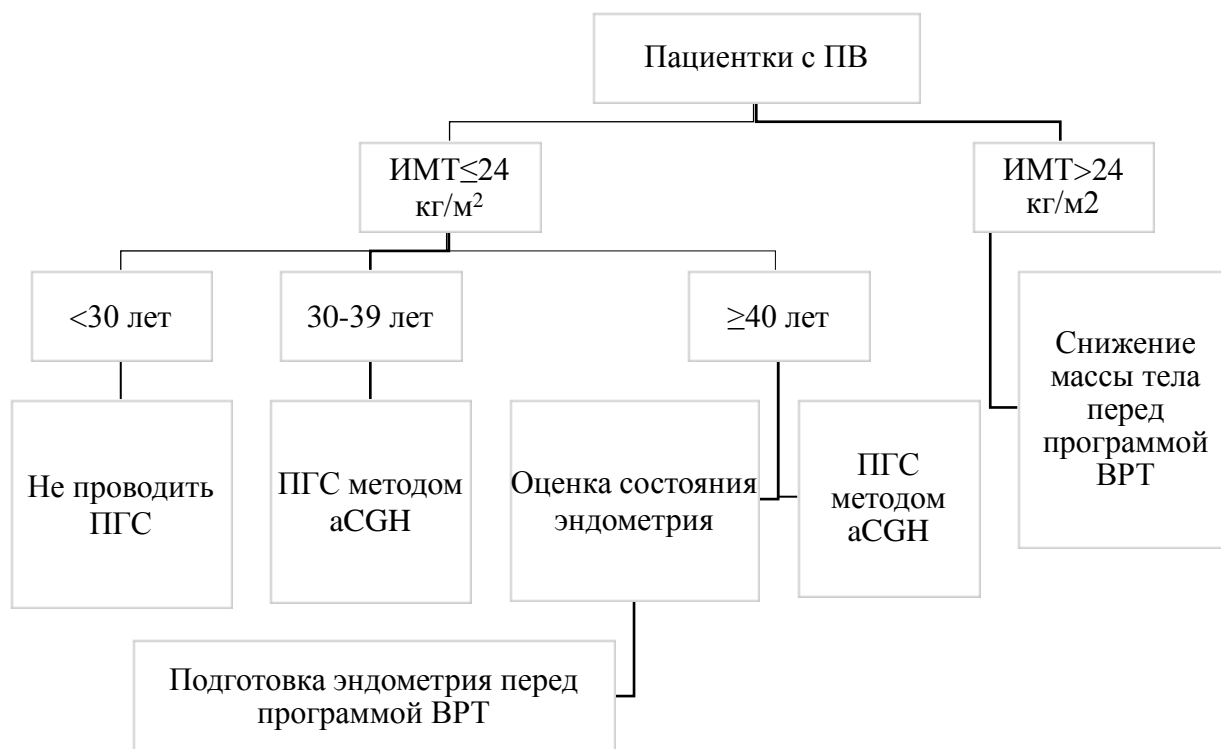 Пациентки с ПВ
ИМТ≤24
кг/м²
ИМТ>24
кг/м2
<30 лет
30-39 лет
≥40 лет
Не проводить
ПГС
ПГС методом
aCGH
Оценка состояния
эндометрия
ПГС
методом
aCGH
Снижение
массы тела
перед
программой
ВРТ
Подготовка эндометрия перед
программой ВРТ